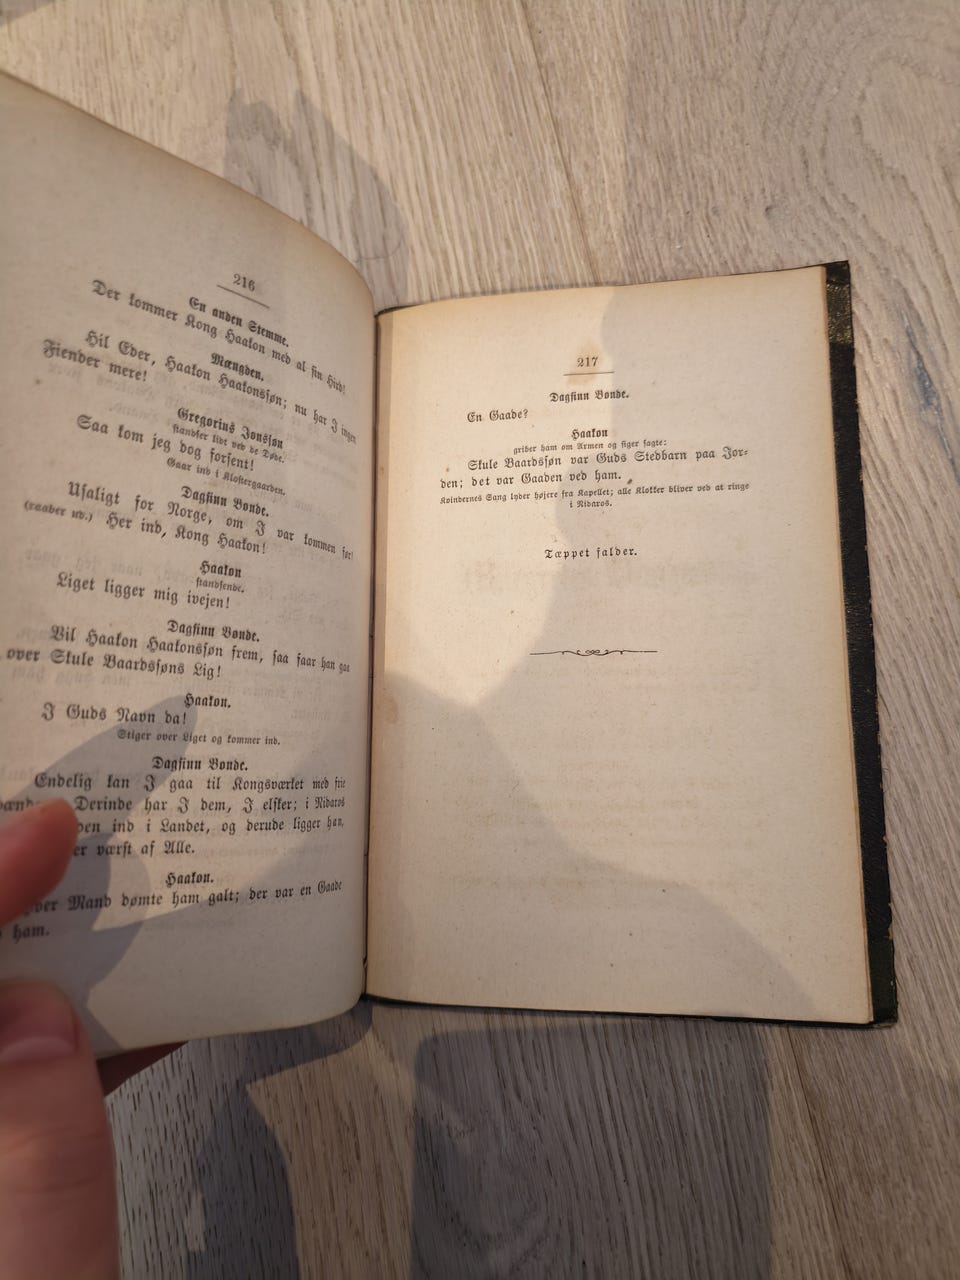 216
En anden Stemme.
Der kommer Kong Haakon med al sin Hird!
Mængden.
Hil Eder, Haakon Haakonssøn; nu har I ingen
Fiender mere!
Gregorius Jonssøn
standser lidt ved de Døde.
Saa kom jeg dog forsent!
Gaar ind i Klostergaarden.
Dagfinn Bonde.
Usaligt for Norge, om I var kommen før!
(raaber ud.) Her ind, Kong Haakon!
Haakon
standsende.
Liget ligger mig ivejen!
Dagfinn Bonde.
Vil Haakon Haakonssøn frem, saa faar han gaa
over Skule Baardssøns Lig!
Haakon.
I Guds Navn da!
Stiger over Liget og kommer ind.
Dagfinn Bonde.
Endelig kan I gaa til Kongsværket med frie
Derinde har I dem, I elsker; i Nidaros
ind i Landet, og derude ligger han,
værst af Alle.
Haakon.
Mand dømte ham galt; der var en Gaade
ham.
217
Dagfinn Bonde.
En Gaade?
Haakon
griber ham om Armen og siger sagte:
Skule Baardssøn var Guds Stedbarn paa Jor-
den; det var Gaaden ved ham.
Kvindernes Sang lyder højere fra Kapellet; alle Klokker bliver ved at ringe
i Nidaros.
Tæppet falder.